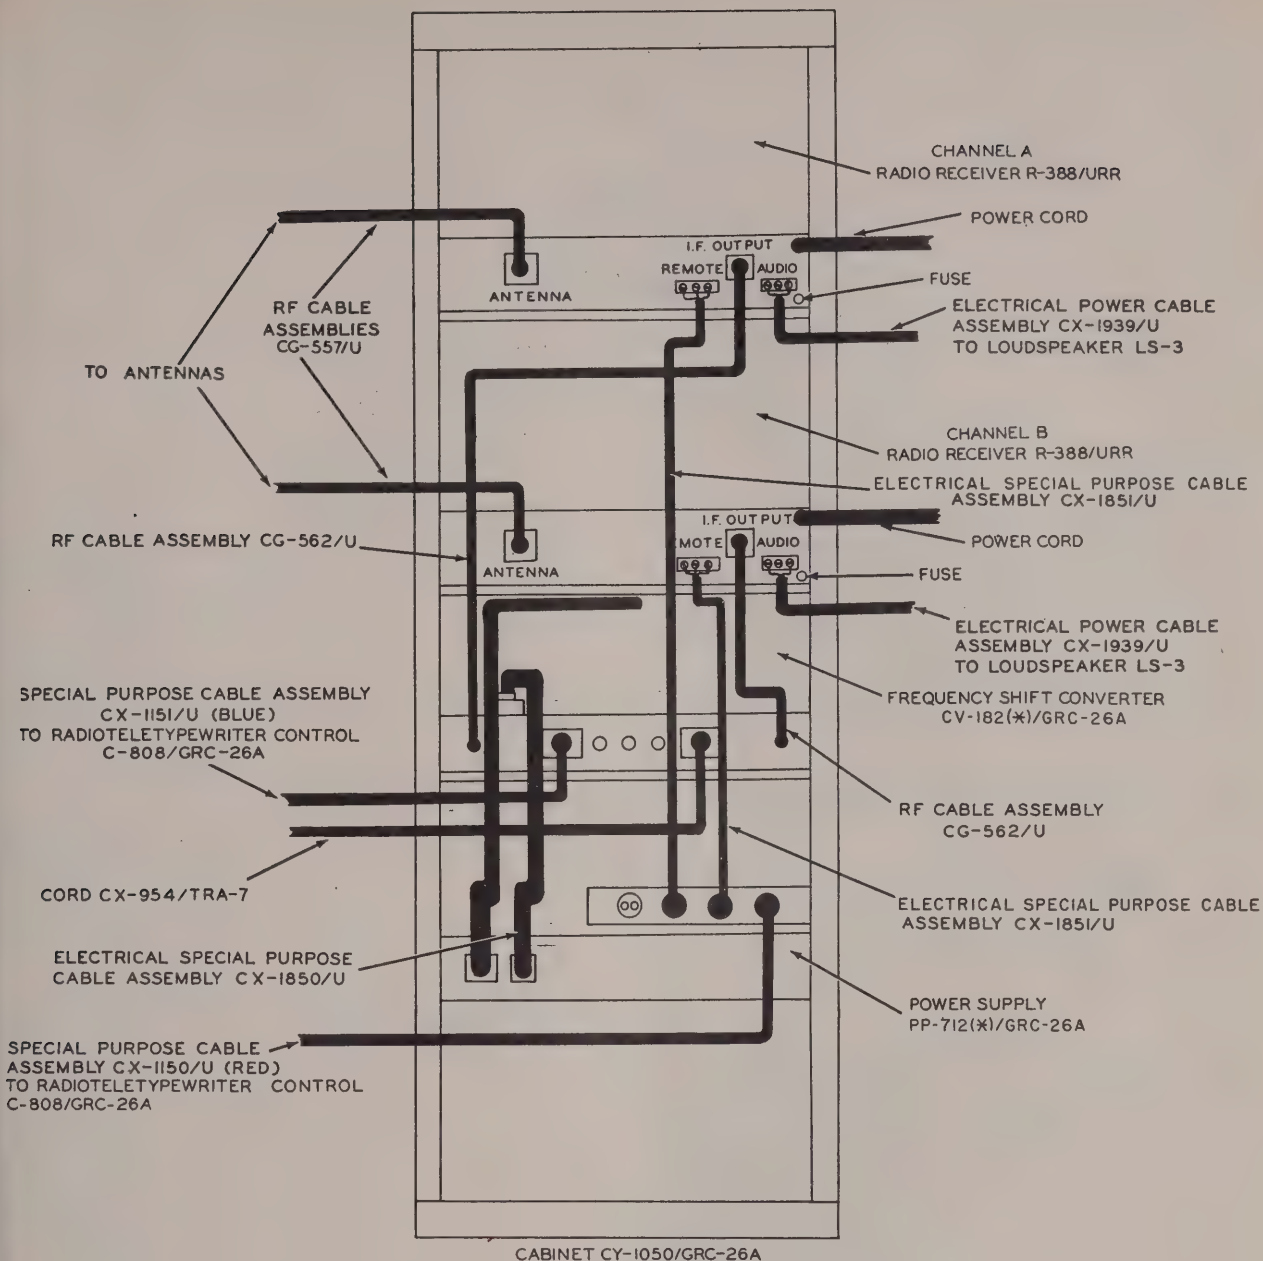 CHANNEL A
RADIO RECEIVER R-388/URR
POWER CORD
I.F. OUTPUT
REMOTE
AUDIO
ANTENNA
FUSE
RF CABLE
ASSEMBLIES
CG-557/U
ELECTRICAL POWER CABLE
ASSEMBLY CX-1939/U
TO LOUDSPEAKER LS-3
TO ANTENNAS
CHANNEL B
RADIO RECEIVER R-388/URR
ELECTRICAL SPECIAL PURPOSE CABLE
ASSEMBLY CX-1851/U
I.F. OUTPUT
RF CABLE ASSEMBLY CG-562/U
EMOTE
AUDIO
POWER CORD
ANTENNA
FUSE
ELECTRICAL POWER CABLE
ASSEMBLY CX-1939/U
TO LOUDSPEAKER LS-3
SPECIAL PURPOSE CABLE ASSEMBLY
CX-1151/U (BLUE)
TO RADIOTELETYPEWRITER CONTROL
C-808/GRC-26A
FREQUENCY SHIFT CONVERTER
CV-182(*)/GRC-26A
RF CABLE ASSEMBLY
CG-562/U
CORD CX-954/TRA-7
ELECTRICAL SPECIAL PURPOSE CABLE
ASSEMBLY CX-1851/U
ELECTRICAL SPECIAL PURPOSE
CABLE ASSEMBLY CX-1850/U
POWER SUPPLY
PP-712(*)/GRC-26A
SPECIAL PURPOSE CABLE
ASSEMBLY CX-1150/U (RED)
TO RADIOTELETYPEWRITER CONTROL
C-808/GRC-26A
CABINET CY-1050/GRC-26A